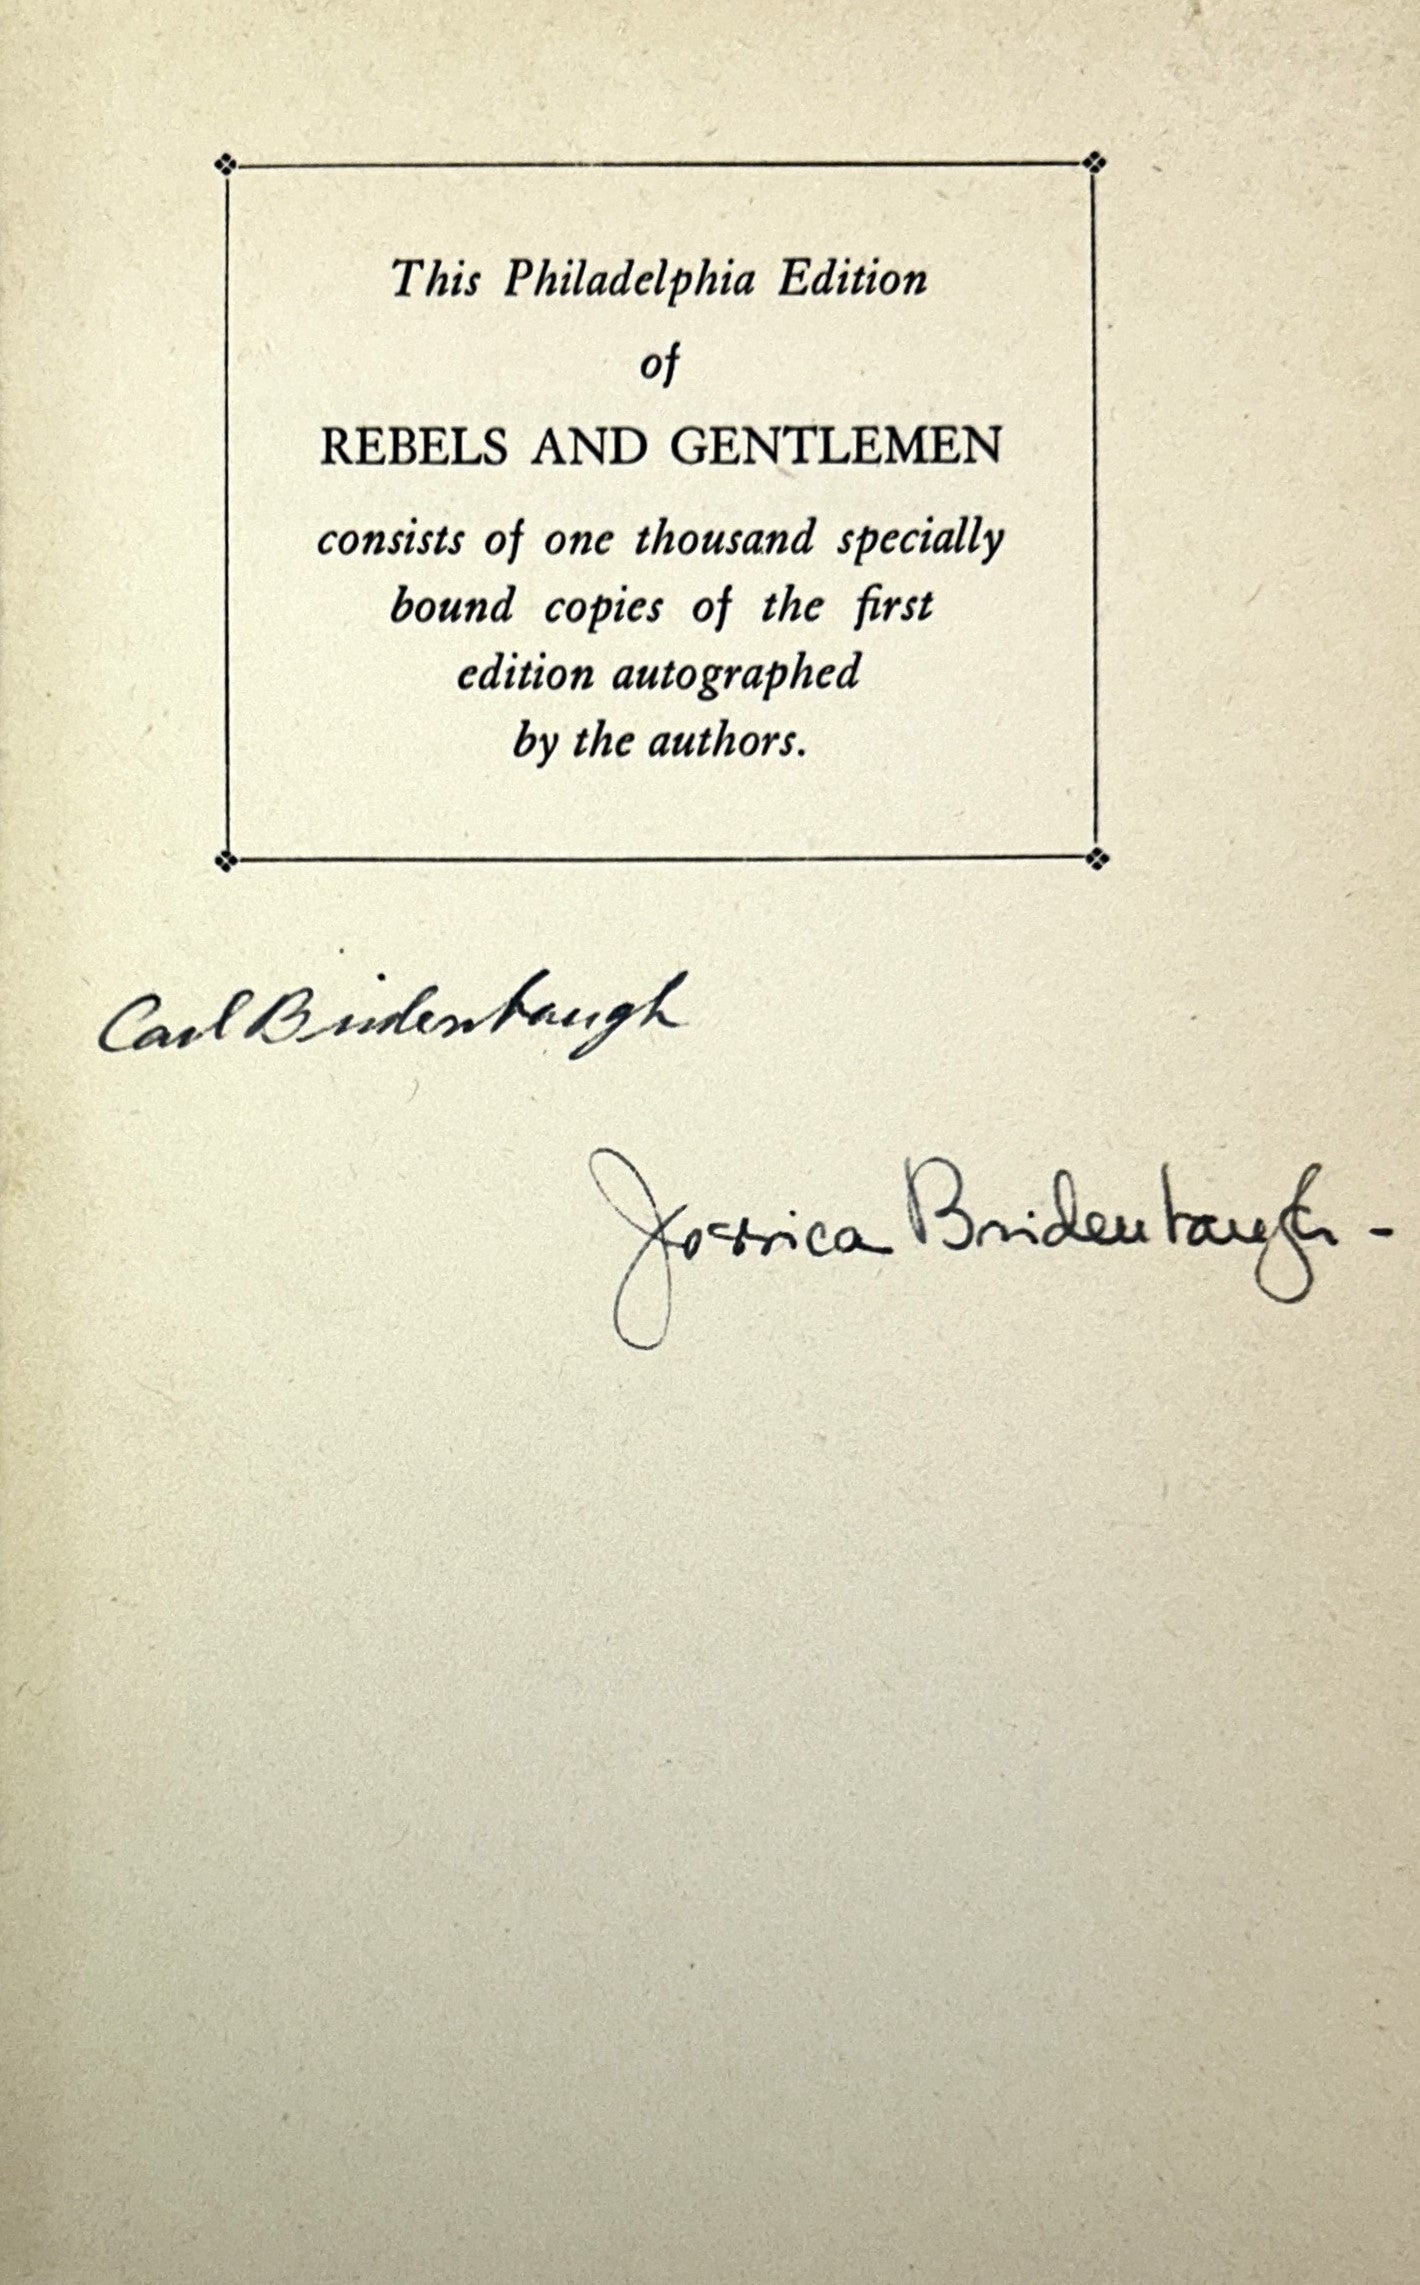 This Philadelphia Edition
of
REBELS AND GENTLEMEN
consists of one thousand specially
bound copies of the first
edition autographed
by the authors.
Carl Bridenbaugh
Jessica Bridenbaugh -